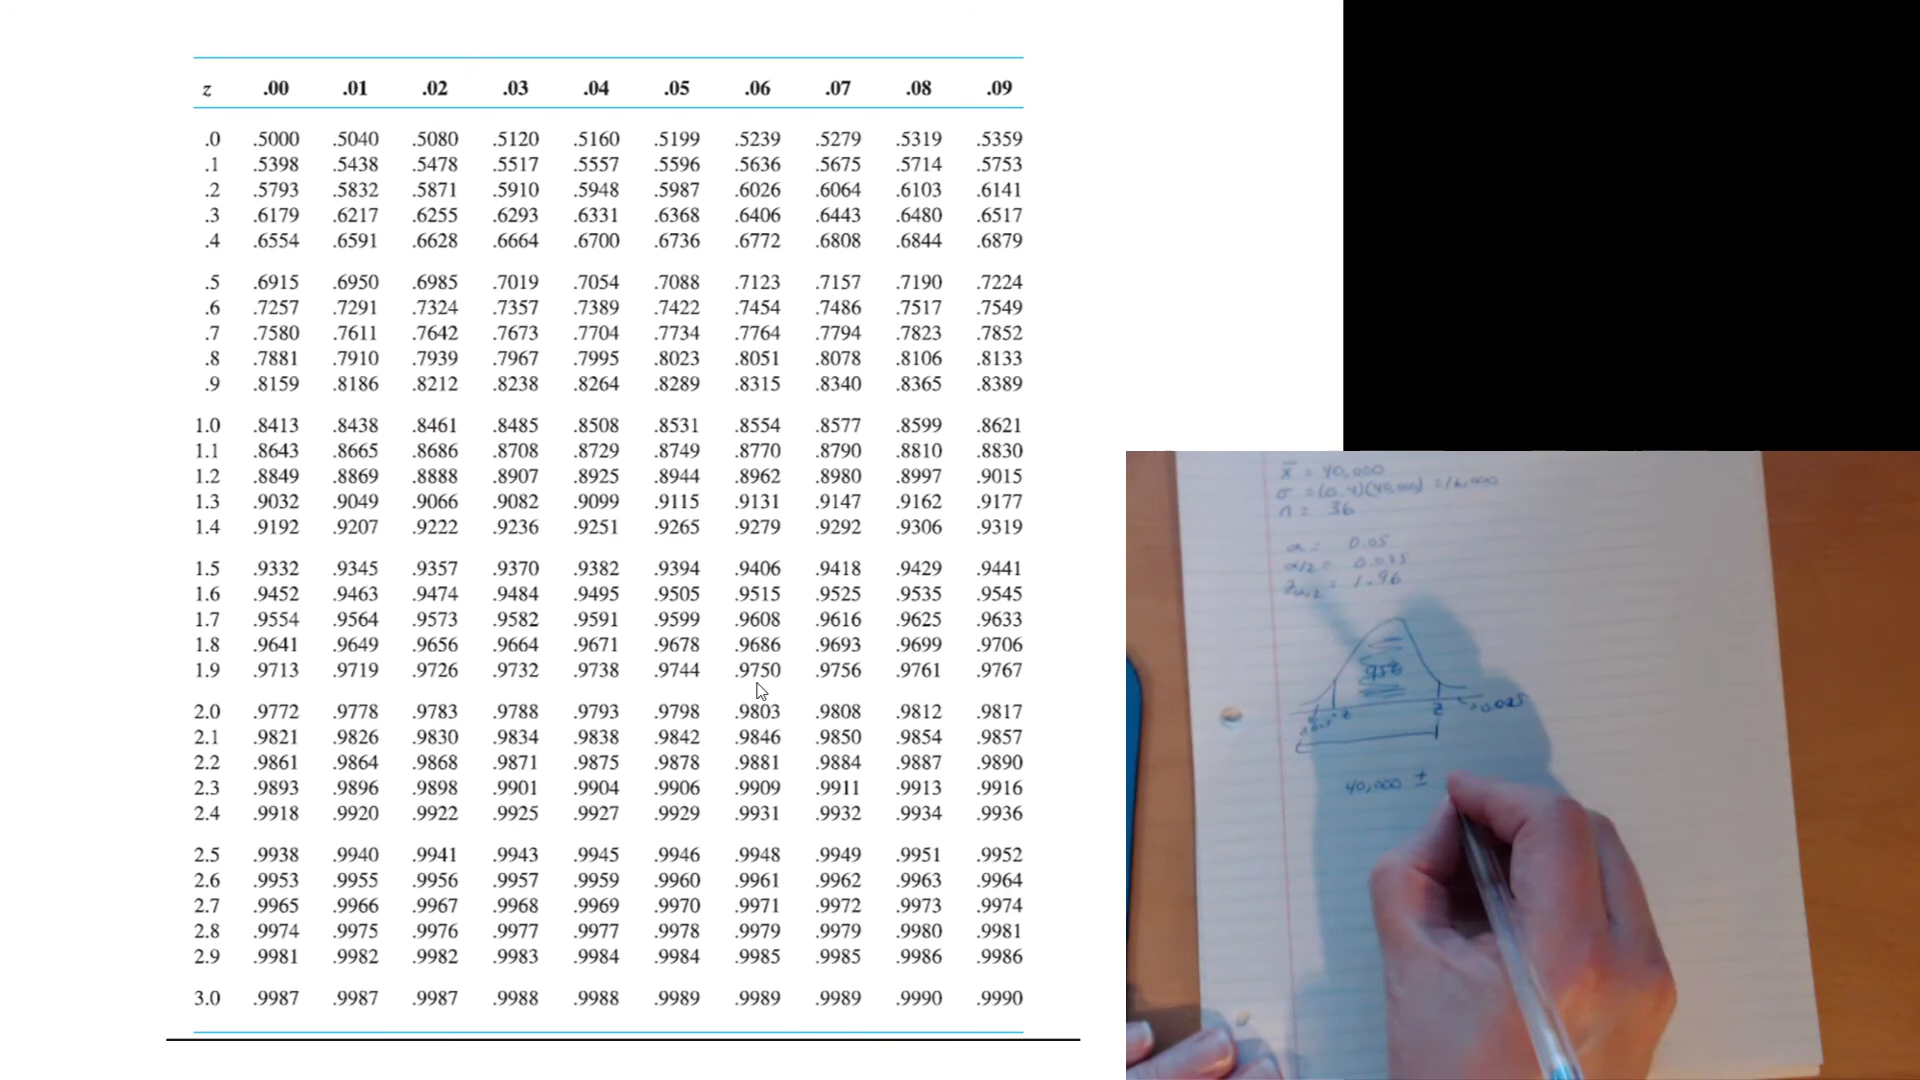 z .00 .01 .02 .03 .04 .05 .06 .07 .08 .09
.0 .5000 .5040 .5080 .5120 .5160 .5199 .5239 .5279 .5319 .5359
.1 .5398 .5438 .5478 .5517 .5557 .5596 .5636 .5675 .5714 .5753
.2 .5793 .5832 .5871 .5910 .5948 .5987 .6026 .6064 .6103 .6141
.3 .6179 .6217 .6255 .6293 .6331 .6368 .6406 .6443 .6480 .6517
.4 .6554 .6591 .6628 .6664 .6700 .6736 .6772 .6808 .6844 .6879
.5 .6915 .6950 .6985 .7019 .7054 .7088 .7123 .7157 .7190 .7224
.6 .7257 .7291 .7324 .7357 .7389 .7422 .7454 .7486 .7517 .7549
.7 .7580 .7611 .7642 .7673 .7704 .7734 .7764 .7794 .7823 .7852
.8 .7881 .7910 .7939 .7967 .7995 .8023 .8051 .8078 .8106 .8133
.9 .8159 .8186 .8212 .8238 .8264 .8289 .8315 .8340 .8365 .8389
1.0 .8413 .8438 .8461 .8485 .8508 .8531 .8554 .8577 .8599 .8621
1.1 .8643 .8665 .8686 .8708 .8729 .8749 .8770 .8790 .8810 .8830
1.2 .8849 .8869 .8888 .8907 .8925 .8944 .8962 .8980 .8997 .9015
1.3 .9032 .9049 .9066 .9082 .9099 .9115 .9131 .9147 .9162 .9177
1.4 .9192 .9207 .9222 .9236 .9251 .9265 .9279 .9292 .9306 .9319
1.5 .9332 .9345 .9357 .9370 .9382 .9394 .9406 .9418 .9429 .9441
1.6 .9452 .9463 .9474 .9484 .9495 .9505 .9515 .9525 .9535 .9545
1.7 .9554 .9564 .9573 .9582 .9591 .9599 .9608 .9616 .9625 .9633
1.8 .9641 .9649 .9656 .9664 .9671 .9678 .9686 .9693 .9699 .9706
1.9 .9713 .9719 .9726 .9732 .9738 .9744 .9750 .9756 .9761 .9767
2.0 .9772 .9778 .9783 .9788 .9793 .9798 .9803 .9808 .9812 .9817
2.1 .9821 .9826 .9830 .9834 .9838 .9842 .9846 .9850 .9854 .9857
2.2 .9861 .9864 .9868 .9871 .9875 .9878 .9881 .9884 .9887 .9890
2.3 .9893 .9896 .9898 .9901 .9904 .9906 .9909 .9911 .9913 .9916
2.4 .9918 .9920 .9922 .9925 .9927 .9929 .9931 .9932 .9934 .9936
2.5 .9938 .9940 .9941 .9943 .9945 .9946 .9948 .9949 .9951 .9952
2.6 .9953 .9955 .9956 .9957 .9959 .9960 .9961 .9962 .9963 .9964
2.7 .9965 .9966 .9967 .9968 .9969 .9970 .9971 .9972 .9973 .9974
2.8 .9974 .9975 .9976 .9977 .9977 .9978 .9979 .9979 .9980 .9981
2.9 .9981 .9982 .9982 .9983 .9984 .9984 .9985 .9985 .9986 .9986
3.0 .9987 .9987 .9987 .9988 .9988 .9989 .9989 .9989 .9990 .9990
x̄ = 40,000
σ = (0.4)(40,000) = 16,000
n = 36
α = 0.05
α/2 = 0.025
zα/2 = 1.96
95%
-z z 0.025
40,000 ±